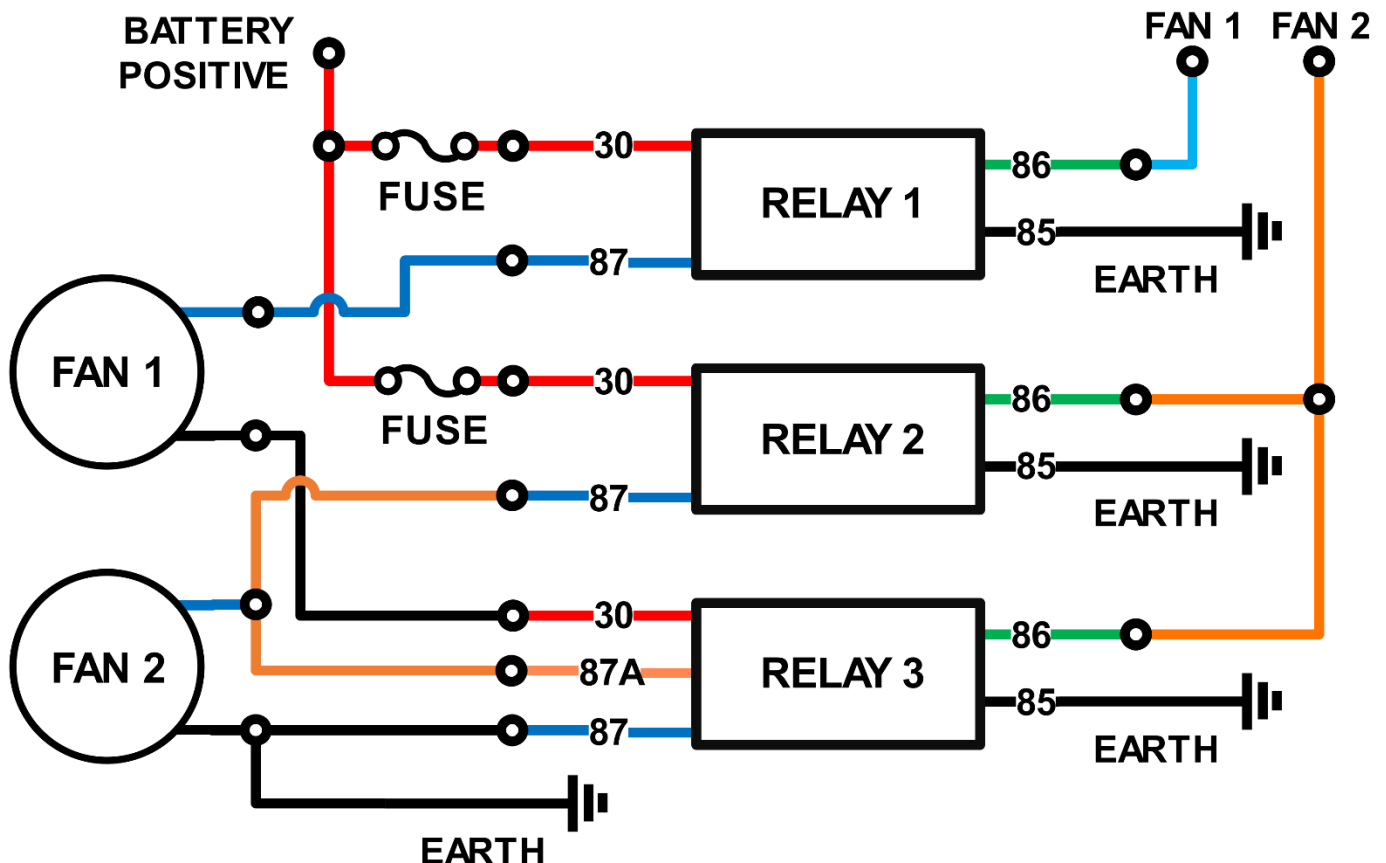 BATTERY
POSITIVE
FAN 1
FAN 2
30
FUSE
RELAY 1
86
85
EARTH
87
FAN 1
30
FUSE
RELAY 2
86
85
EARTH
87
FAN 2
30
87A
87
RELAY 3
86
85
EARTH
EARTH